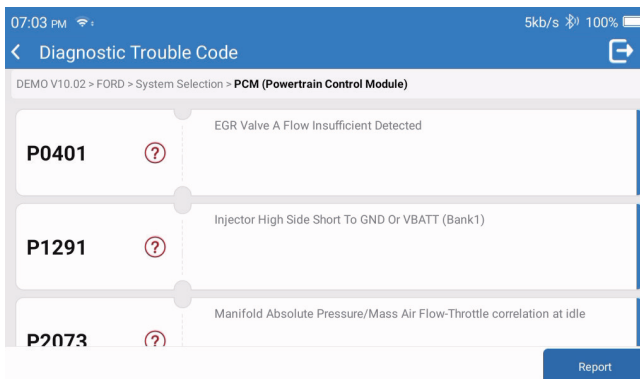 07:03 PM
5kb/s 100%
Diagnostic Trouble Code
DEMO V10.02 > FORD > System Selection > PCM (Powertrain Control Module)
P0401 ? EGR Valve A Flow Insufficient Detected
P1291 ? Injector High Side Short To GND Or VBATT (Bank1)
P2073 ? Manifold Absolute Pressure/Mass Air Flow-Throttle correlation at idle
Report